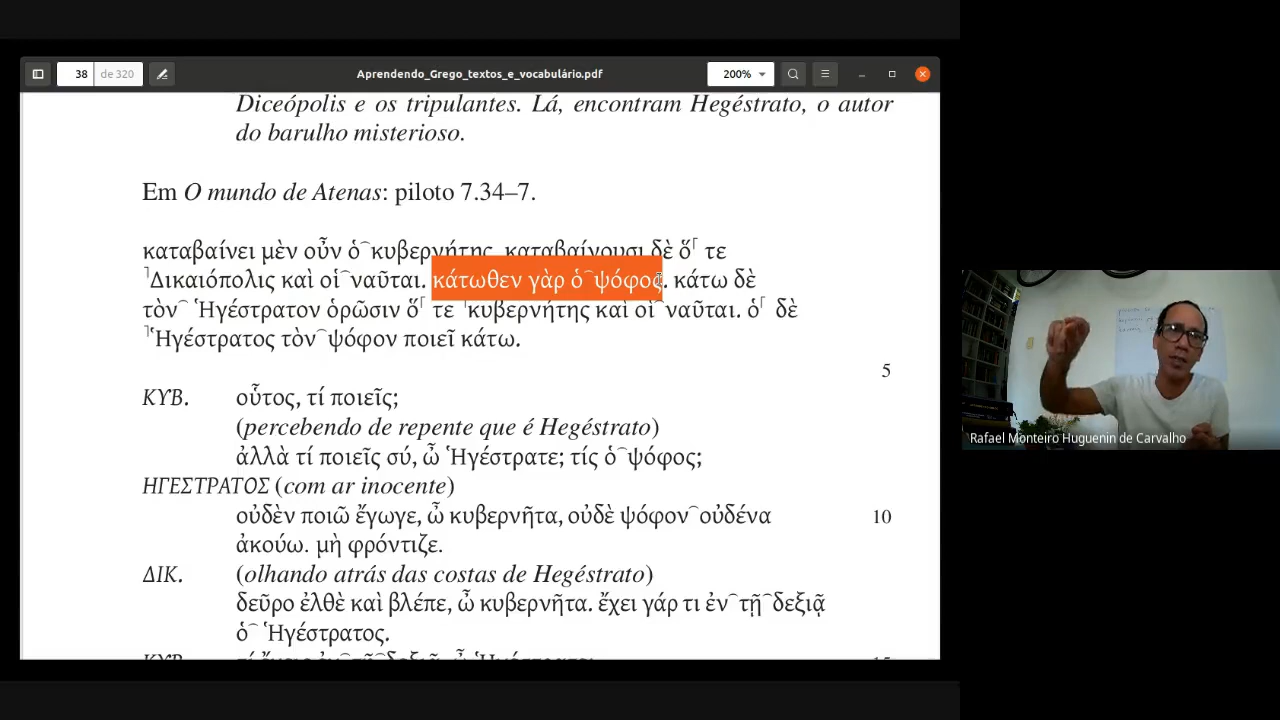 38 de 320
Aprendendo_Grego_textos_e_vocabulário.pdf
200%
Diceópolis e os tripulantes. Lá, encontram Hegéstrato, o autor
do barulho misterioso.
Em O mundo de Atenas: piloto 7.34–7.
καταβαίνει μὲν οὖν ὁ⁀κυβερνήτης, καταβαίνουσι δὲ ὅ⸢ τε
⸣Δικαιόπολις καὶ οἱ⁀ναῦται. κάτωθεν γὰρ ὁ⁀ψόφος. κάτω δὲ
τὸν⁀ Ἡγέστρατον ὁρῶσιν ὅ⸢ τε ⸣κυβερνήτης καὶ οἱ⁀ναῦται. ὁ⸢ δὲ
⸣Ἡγέστρατος τὸν⁀ψόφον ποιεῖ κάτω.
5
ΚΥΒ. οὗτος, τί ποιεῖς;
(percebendo de repente que é Hegéstrato)
ἀλλὰ τί ποιεῖς σύ, ὦ Ἡγέστρατε; τίς ὁ⁀ψόφος;
ΗΓΕΣΤΡΑΤΟΣ (com ar inocente)
οὐδὲν ποιῶ ἔγωγε, ὦ κυβερνῆτα, οὐδὲ ψόφον⁀οὐδένα 10
ἀκούω. μὴ φρόντιζε.
ΔΙΚ. (olhando atrás das costas de Hegéstrato)
δεῦρο ἐλθὲ καὶ βλέπε, ὦ κυβερνῆτα. ἔχει γάρ τι ἐν⁀τῇ⁀δεξιᾷ
ὁ⁀ Ἡγέστρατος.
Rafael Monteiro Huguenin de Carvalho